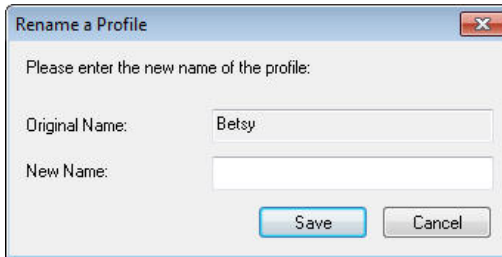 Rename a Profile
Please enter the new name of the profile:
Original Name: Betsy
New Name:
Save Cancel